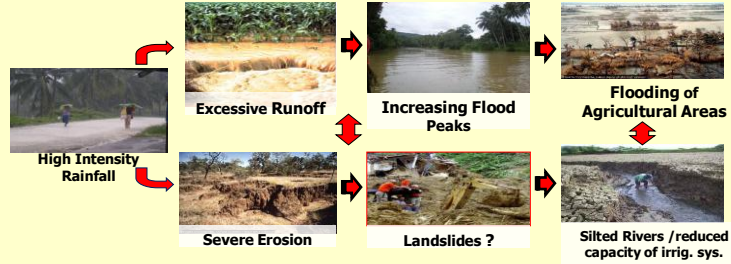 High Intensity
Rainfall
Excessive Runoff
Increasing Flood
Peaks
Flooding of
Agricultural Areas
Severe Erosion
Landslides ?
Silted Rivers /reduced
capacity of irrig. sys.